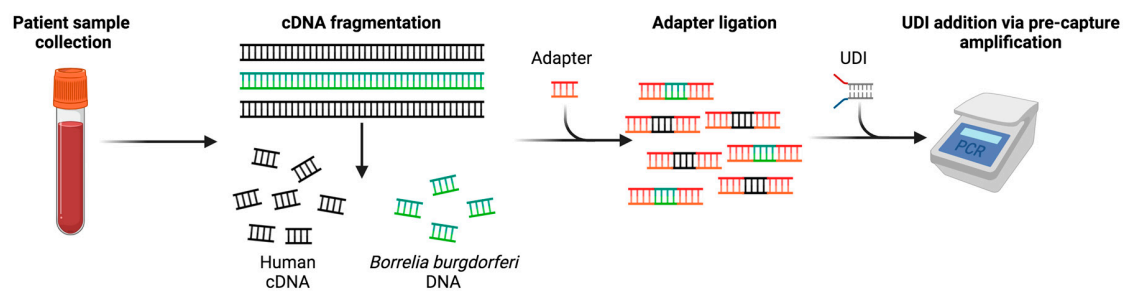 Patient sample
collection
cDNA fragmentation
Adapter
Adapter ligation
UDI
UDI addition via pre-capture
amplification
PCR
Human
cDNA
Borrelia burgdorferi
DNA